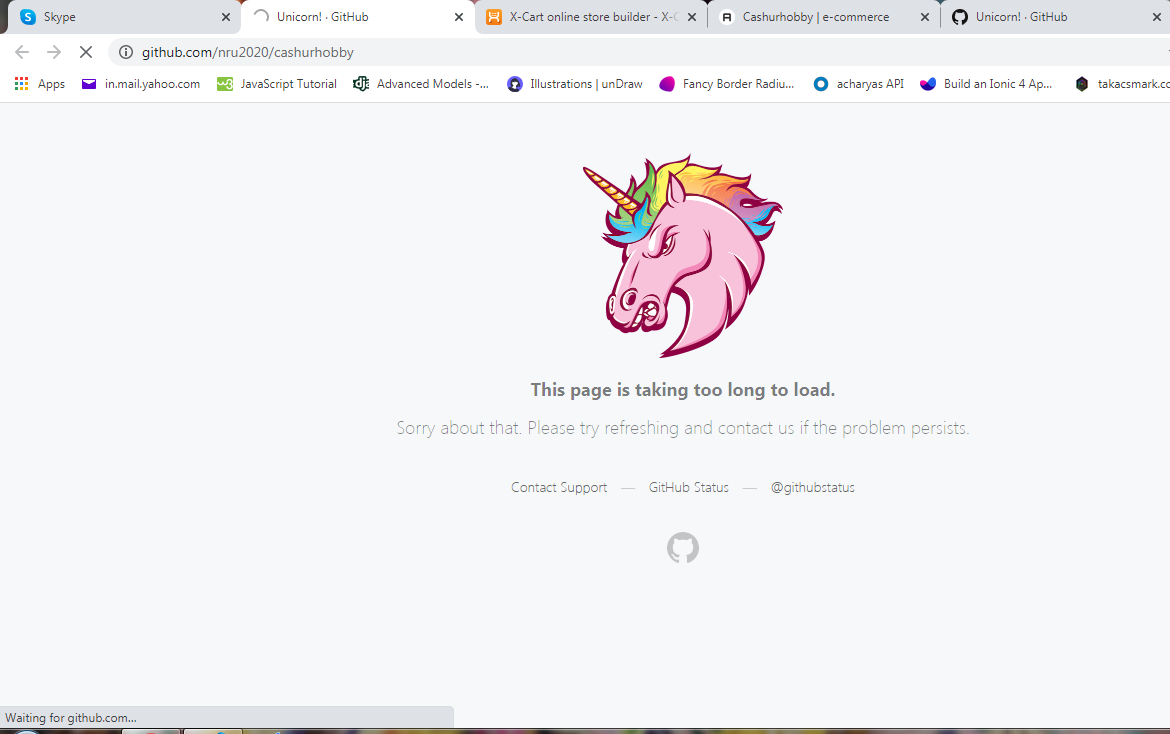 Skype
Unicorn! · GitHub
X-Cart online store builder - X-C
Cashurhobby | e-commerce
Unicorn! · GitHub
github.com/nru2020/cashurhobby
Apps
in.mail.yahoo.com
JavaScript Tutorial
Advanced Models -...
Illustrations | unDraw
Fancy Border Radiu...
acharyas API
Build an Ionic 4 Ap...
takacsmark.co
This page is taking too long to load.
Sorry about that. Please try refreshing and contact us if the problem persists.
Contact Support — GitHub Status — @githubstatus
Waiting for github.com...